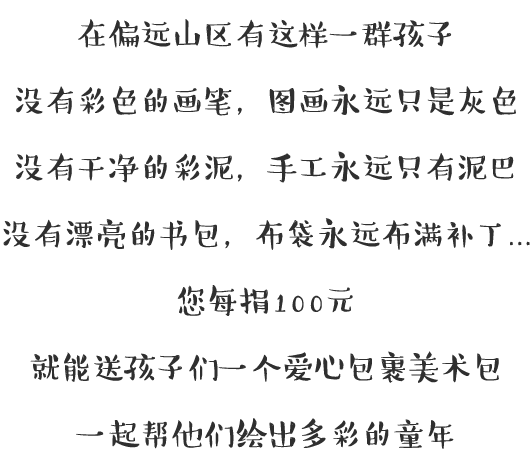 在偏远山区有这样一群孩子
没有彩色的画笔，图画永远只是灰色
没有干净的彩泥，手工永远只有泥巴
没有漂亮的书包，布袋永远布满补丁...
您每捐100元
就能送孩子们一个爱心包裹美术包
一起帮他们绘出多彩的童年